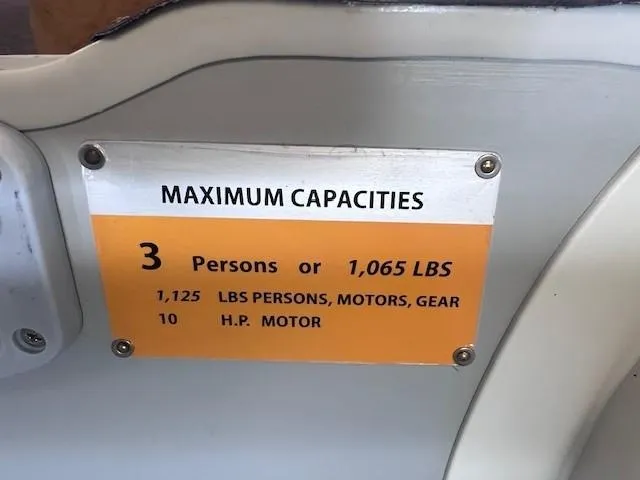 MAXIMUM CAPACITIES
3 Persons or 1,065 LBS
1,125 LBS PERSONS, MOTORS, GEAR
10 H.P. MOTOR